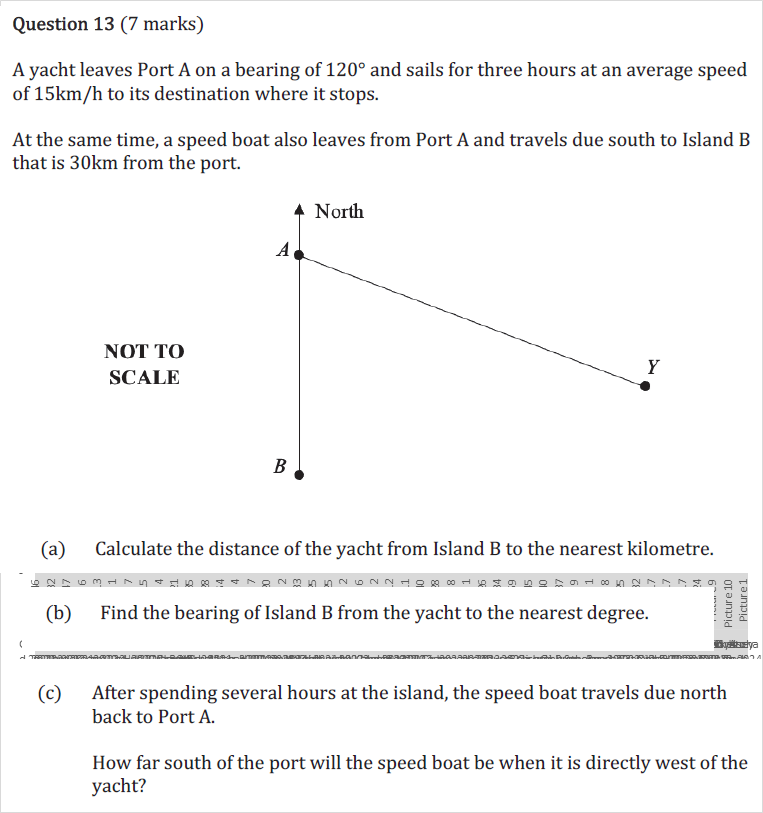 Question 13 (7 marks)
A yacht leaves Port A on a bearing of 120° and sails for three hours at an average speed
of 15km/h to its destination where it stops.
At the same time, a speed boat also leaves from Port A and travels due south to Island B
that is 30km from the port.
North
A
NOT TO
SCALE
Y
B
(a) Calculate the distance of the yacht from Island B to the nearest kilometre.
Picture 10
Picture 1
(b) Find the bearing of Island B from the yacht to the nearest degree.
(c) After spending several hours at the island, the speed boat travels due north
back to Port A.
How far south of the port will the speed boat be when it is directly west of the
yacht?